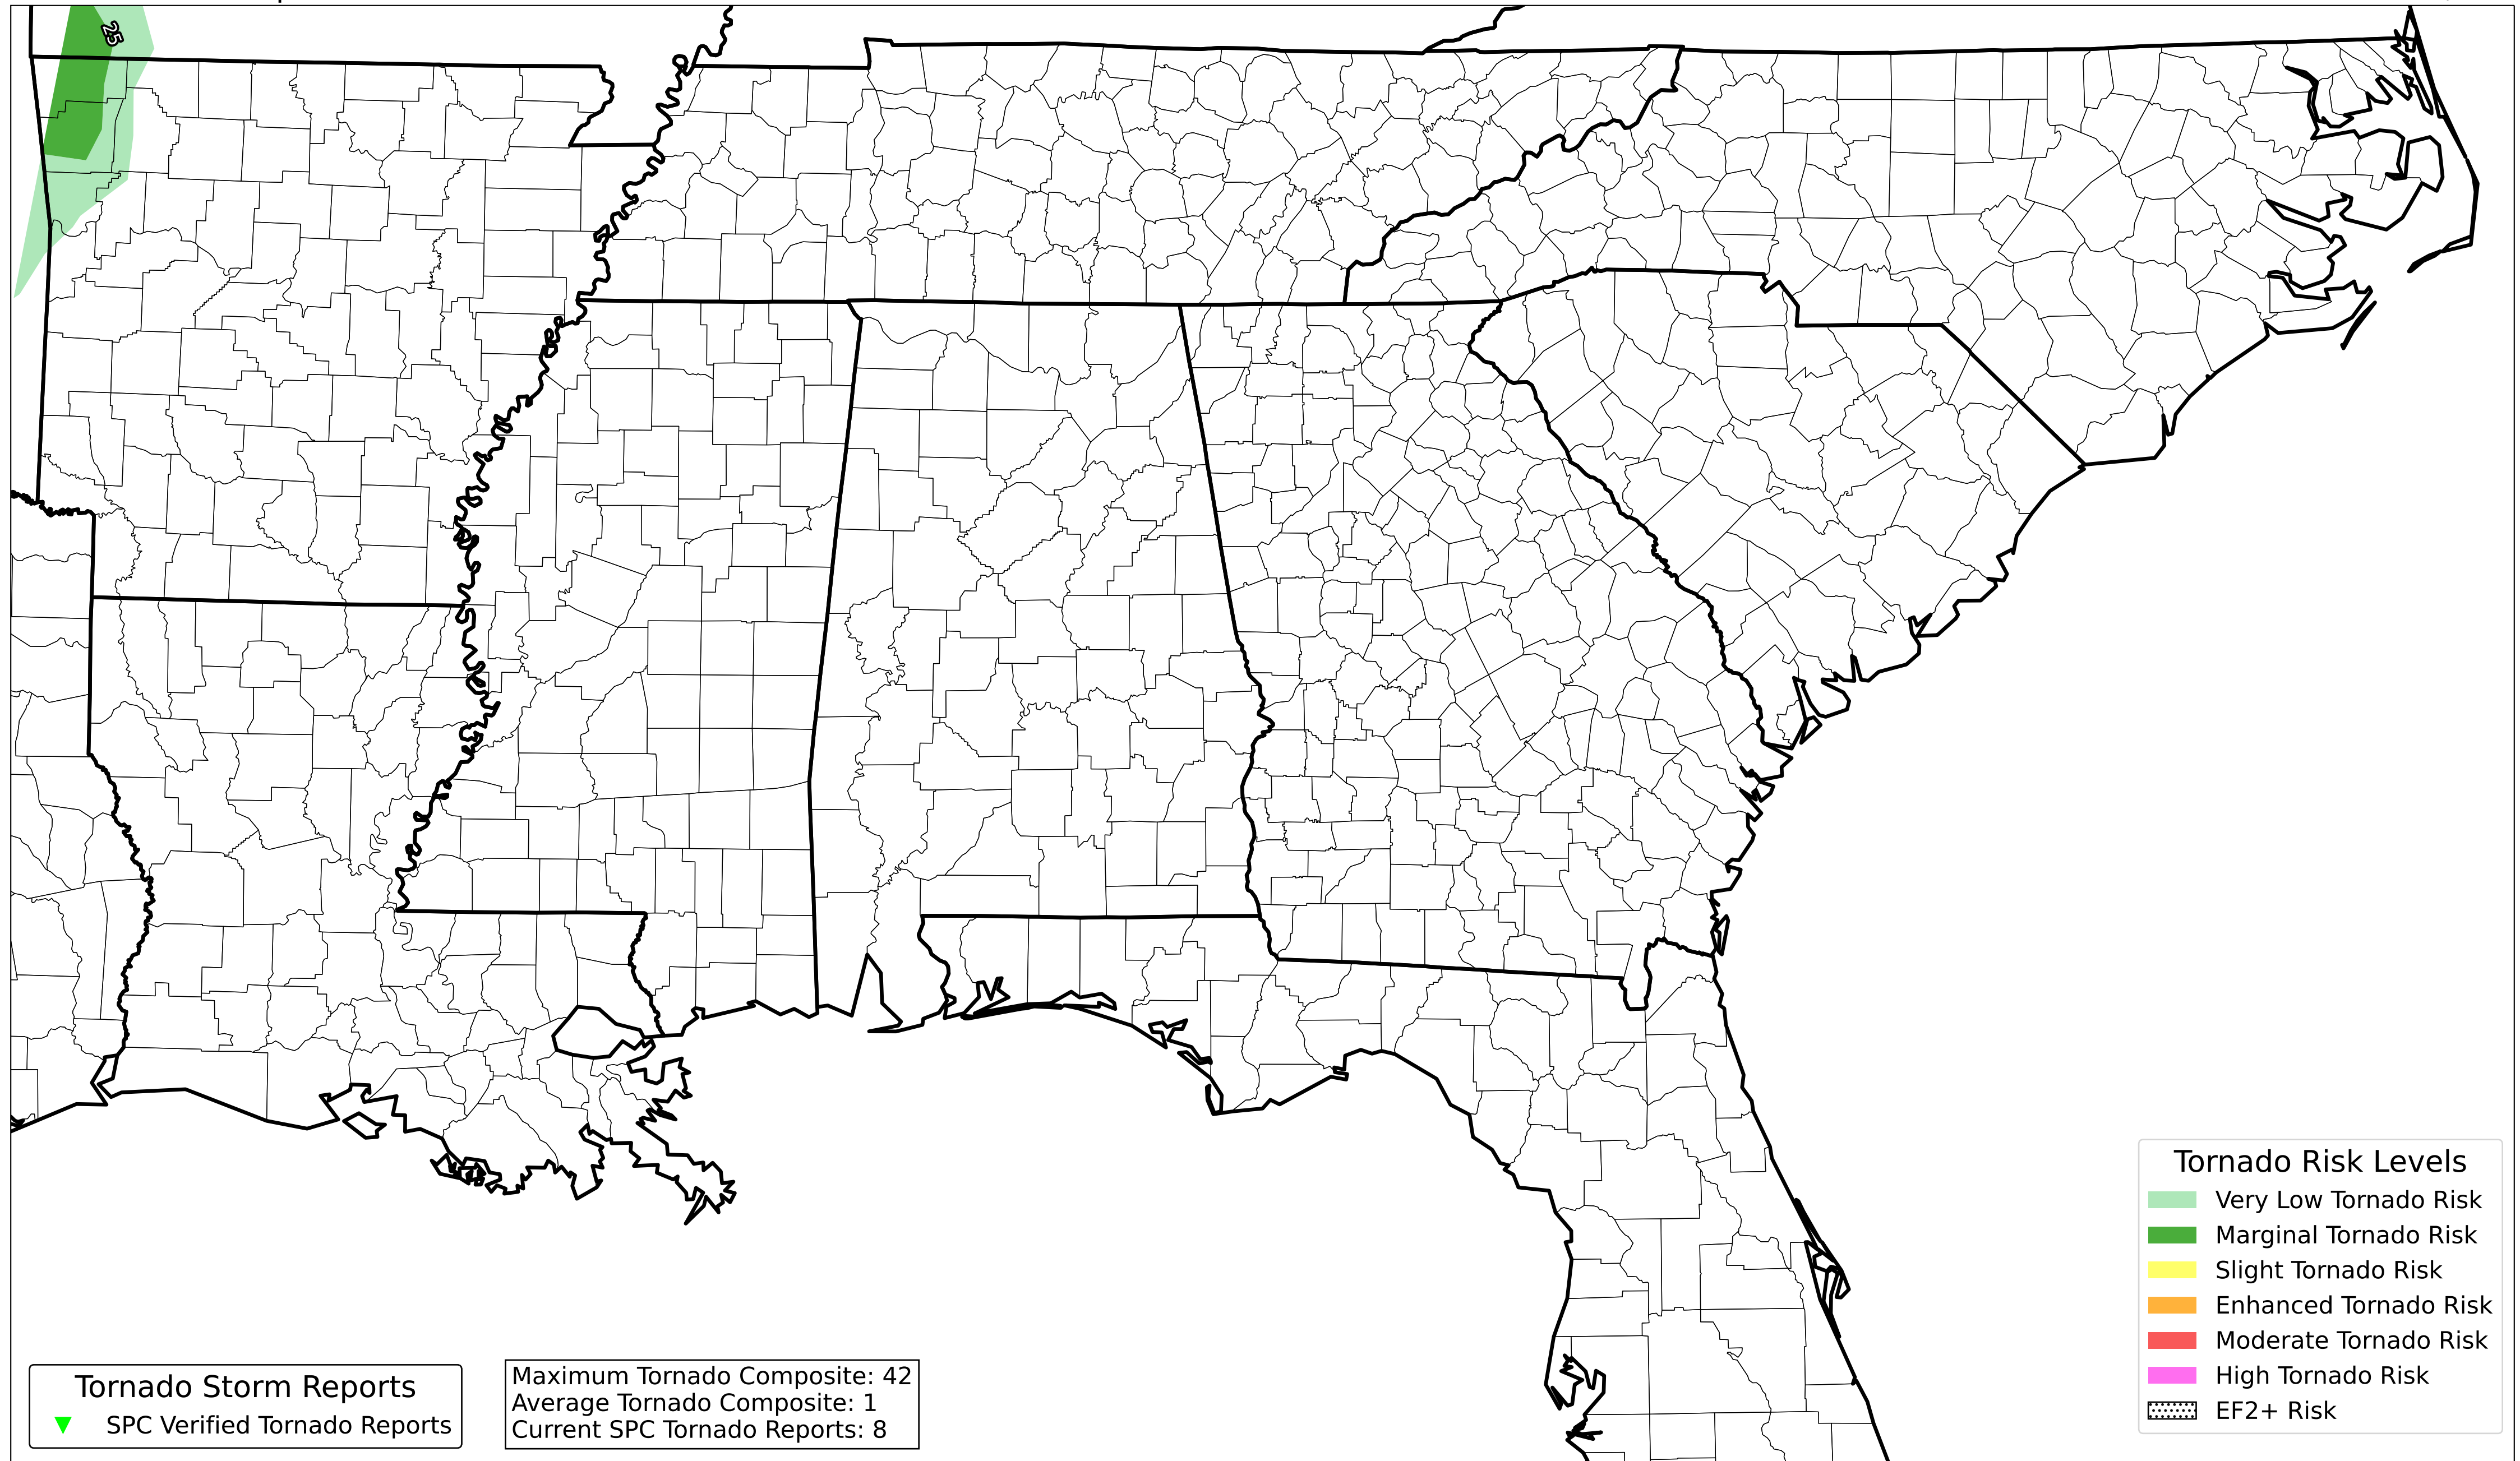 25
Tornado Risk Levels
Very Low Tornado Risk
Marginal Tornado Risk
Slight Tornado Risk
Enhanced Tornado Risk
Moderate Tornado Risk
High Tornado Risk
EF2+ Risk
Tornado Storm Reports
SPC Verified Tornado Reports
Maximum Tornado Composite: 42
Average Tornado Composite: 1
Current SPC Tornado Reports: 8